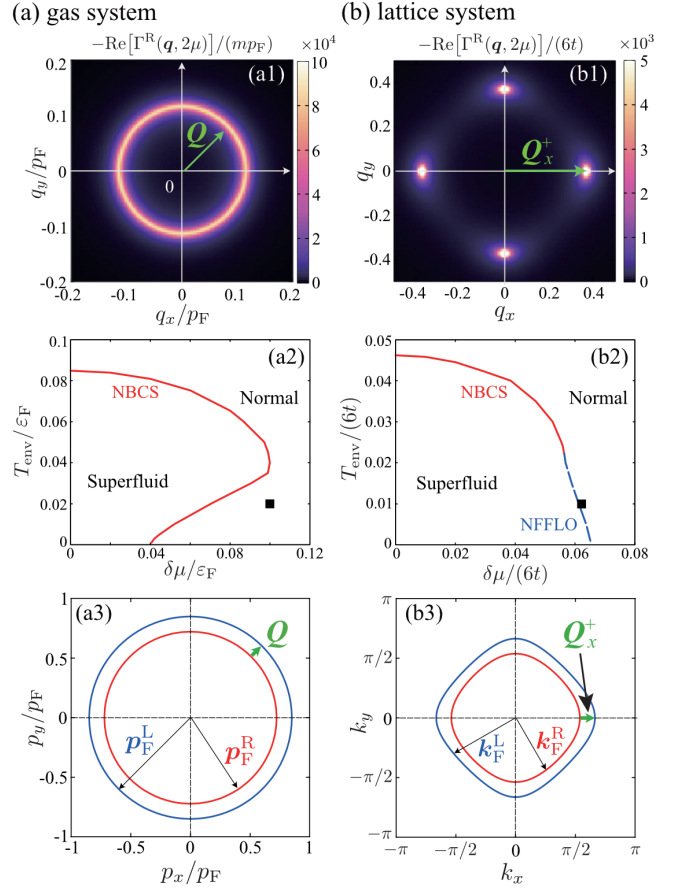 (a) gas system
−Re[Γᴿ(q, 2μ)]/(mp_F)
×10⁴
(a1)
Q
0
q_y/p_F
0.2
0.1
0
-0.1
-0.2
-0.2
-0.1
0
0.1
0.2
q_x/p_F
10
8
6
4
2
0
(b) lattice system
−Re[Γᴿ(q, 2μ)]/(6t)
×10³
(b1)
Q_x^+
q_y
0.4
0.2
0
-0.2
-0.4
-0.4
-0.2
0
0.2
0.4
q_x
5
4
3
2
1
0
(a2)
NBCS
Normal
Superfluid
T_env/ε_F
0.1
0.08
0.06
0.04
0.02
0
0
0.04
0.08
0.12
δμ/ε_F
(b2)
NBCS
Normal
Superfluid
NFFLO
T_env/(6t)
0.05
0.04
0.03
0.02
0.01
0
0
0.02
0.04
0.06
0.08
δμ/(6t)
(a3)
Q
p_F^L
p_F^R
p_y/p_F
1
0.5
0
-0.5
-1
-1
-0.5
0
0.5
1
p_x/p_F
(b3)
Q_x^+
k_F^L
k_F^R
k_y
π
π/2
0
−π/2
−π
−π
−π/2
0
π/2
π
k_x